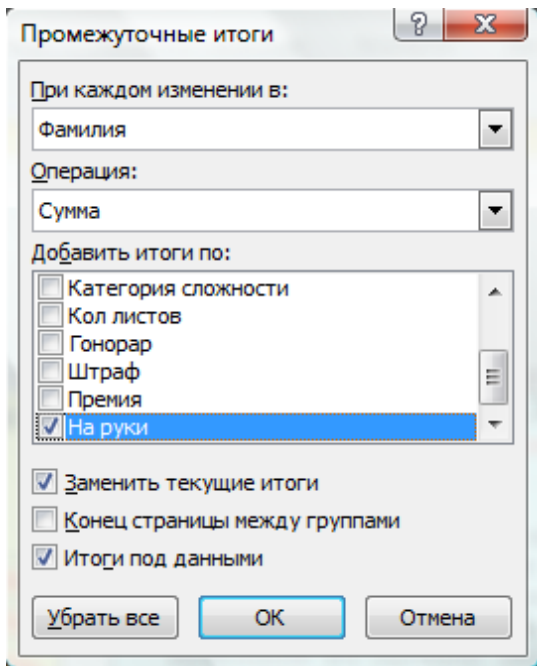 Промежуточные итоги
При каждом изменении в:
Фамилия
Операция:
Сумма
Добавить итоги по:
Категория сложности
Кол листов
Гонорар
Штраф
Премия
На руки
Заменить текущие итоги
Конец страницы между группами
Итоги под данными
Убрать все ОК Отмена